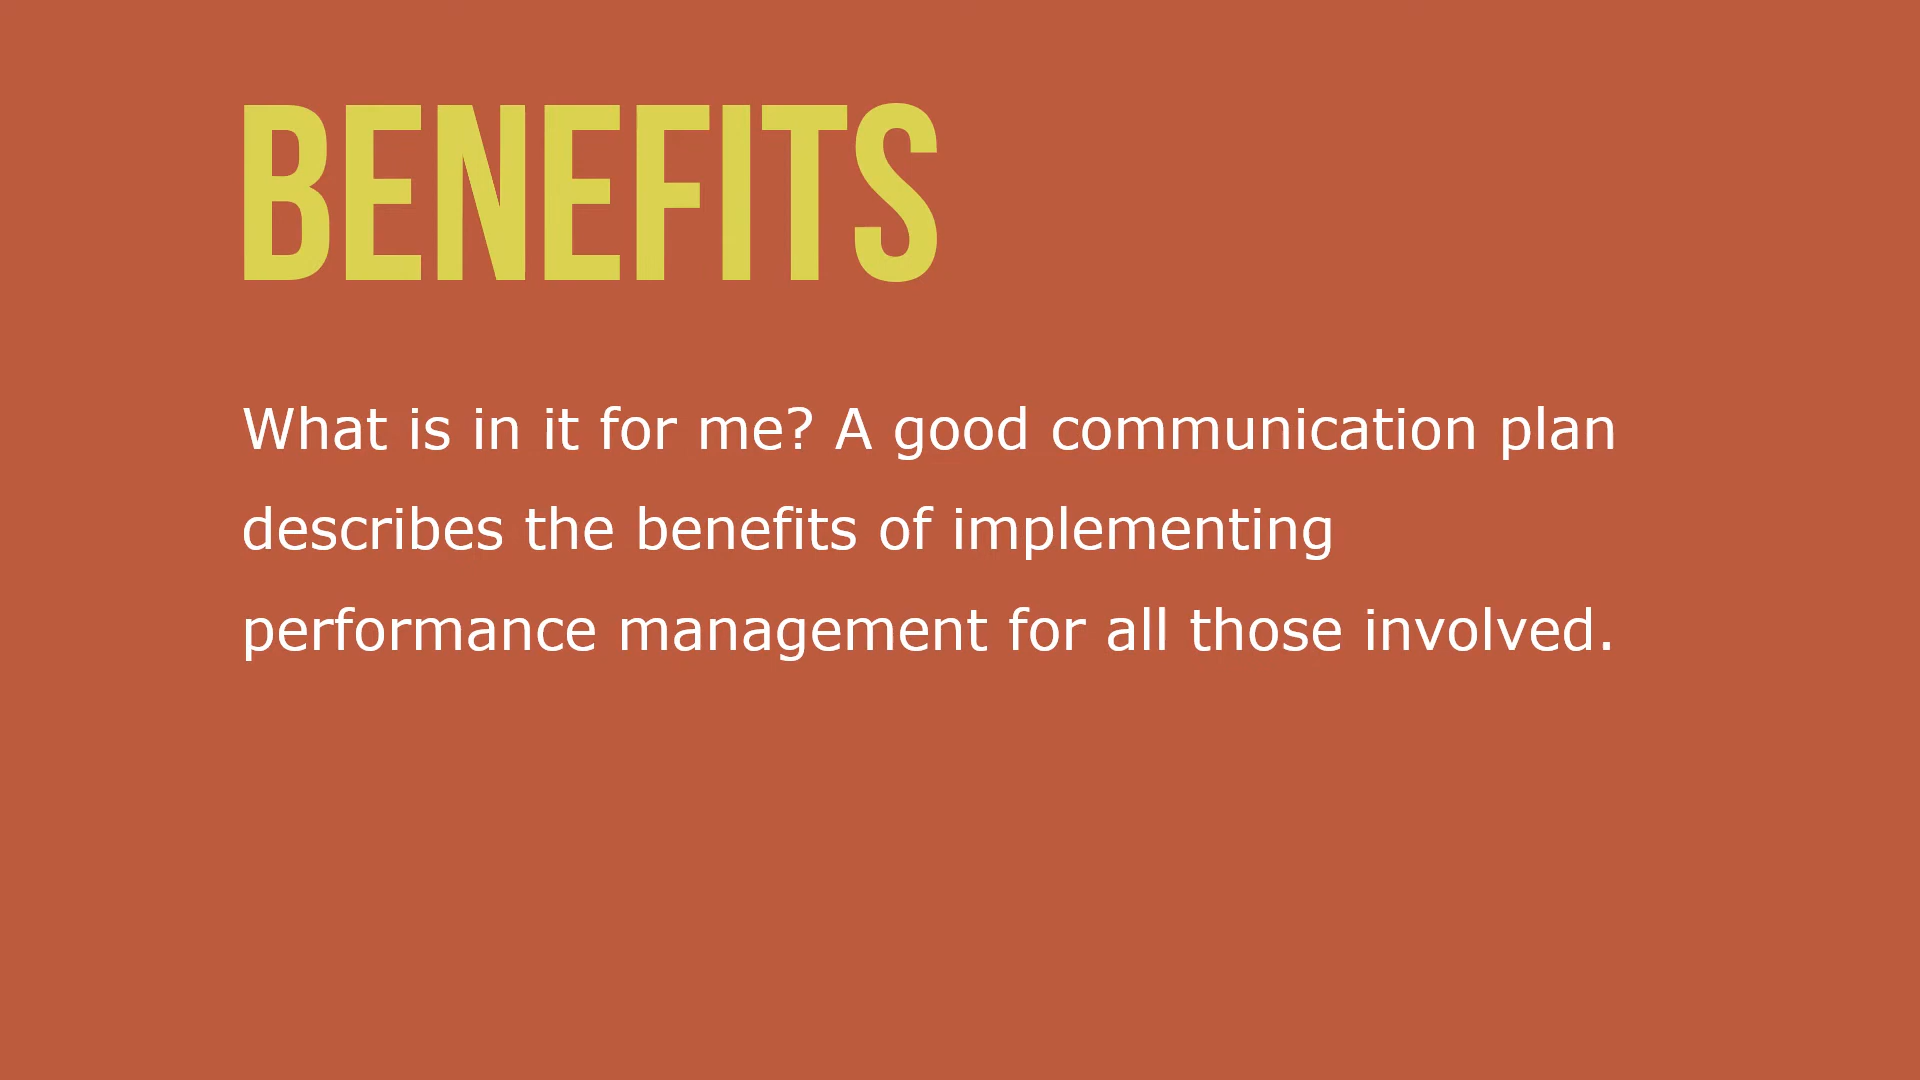 BENEFITS
What is in it for me? A good communication plan
describes the benefits of implementing
performance management for all those involved.